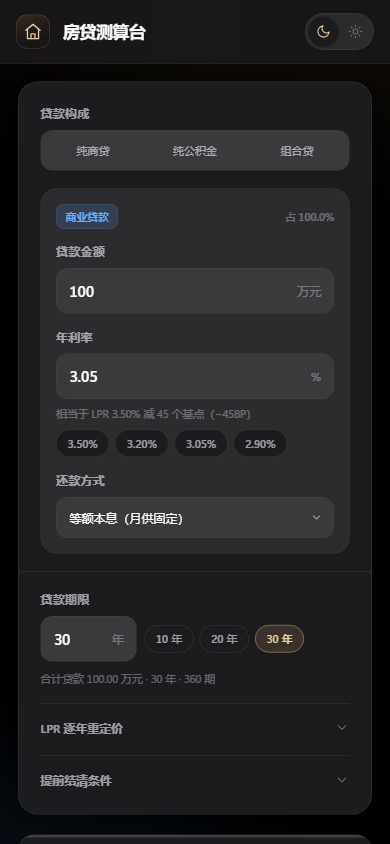 房贷测算台
贷款构成
纯商贷 纯公积金 组合贷
商业贷款 占 100.0%
贷款金额
100 万元
年利率
3.05 %
相当于 LPR 3.50% 减 45 个基点（−45BP）
3.50% 3.20% 3.05% 2.90%
还款方式
等额本息（月供固定）
贷款期限
30 年 10 年 20 年 30 年
合计贷款 100.00 万元 · 30 年 · 360 期
LPR 逐年重定价
提前结清条件